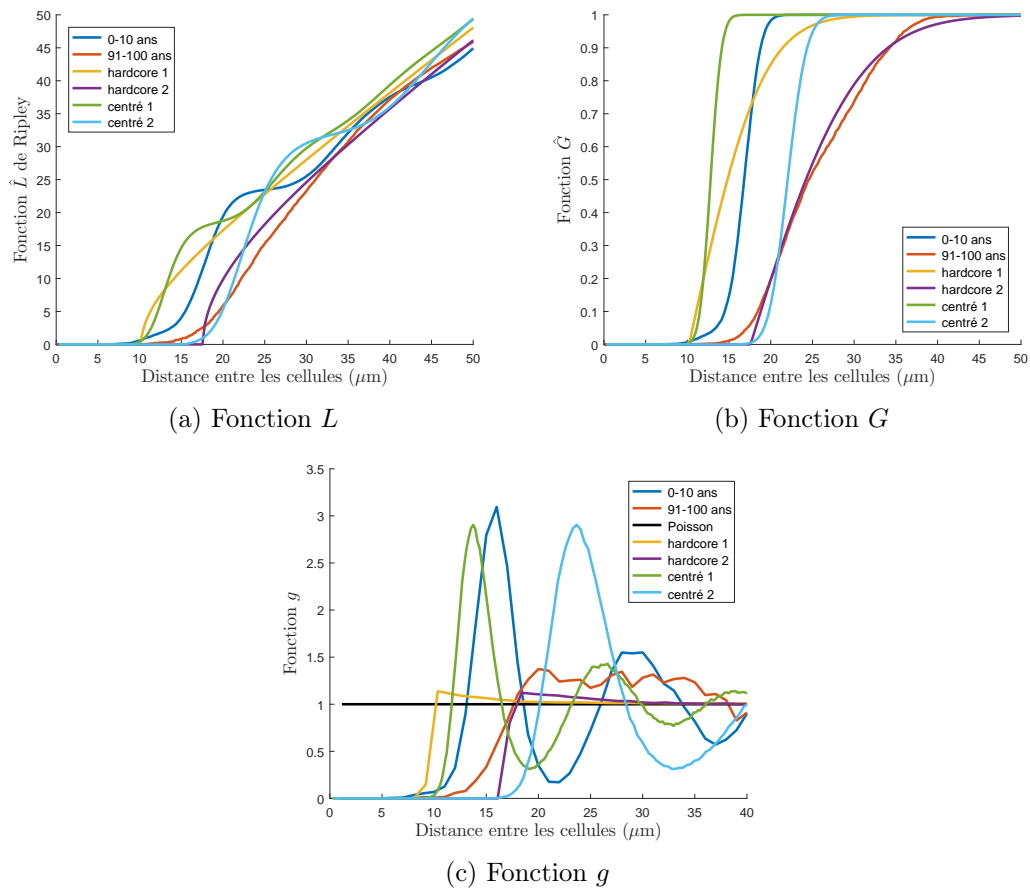 50
45
40
35
30
25
20
15
10
5
0
Fonction L̂ de Ripley
0-10 ans
91-100 ans
hardcore 1
hardcore 2
centré 1
centré 2
0 5 10 15 20 25 30 35 40 45 50
Distance entre les cellules (μm)
(a) Fonction L
1
0.9
0.8
0.7
0.6
0.5
0.4
0.3
0.2
0.1
0
Fonction Ĝ
0-10 ans
91-100 ans
hardcore 1
hardcore 2
centré 1
centré 2
0 5 10 15 20 25 30 35 40 45 50
Distance entre les cellules (μm)
(b) Fonction G
3.5
3
2.5
2
1.5
1
0.5
0
Fonction g
0-10 ans
91-100 ans
Poisson
hardcore 1
hardcore 2
centré 1
centré 2
0 5 10 15 20 25 30 35 40
Distance entre les cellules (μm)
(c) Fonction g